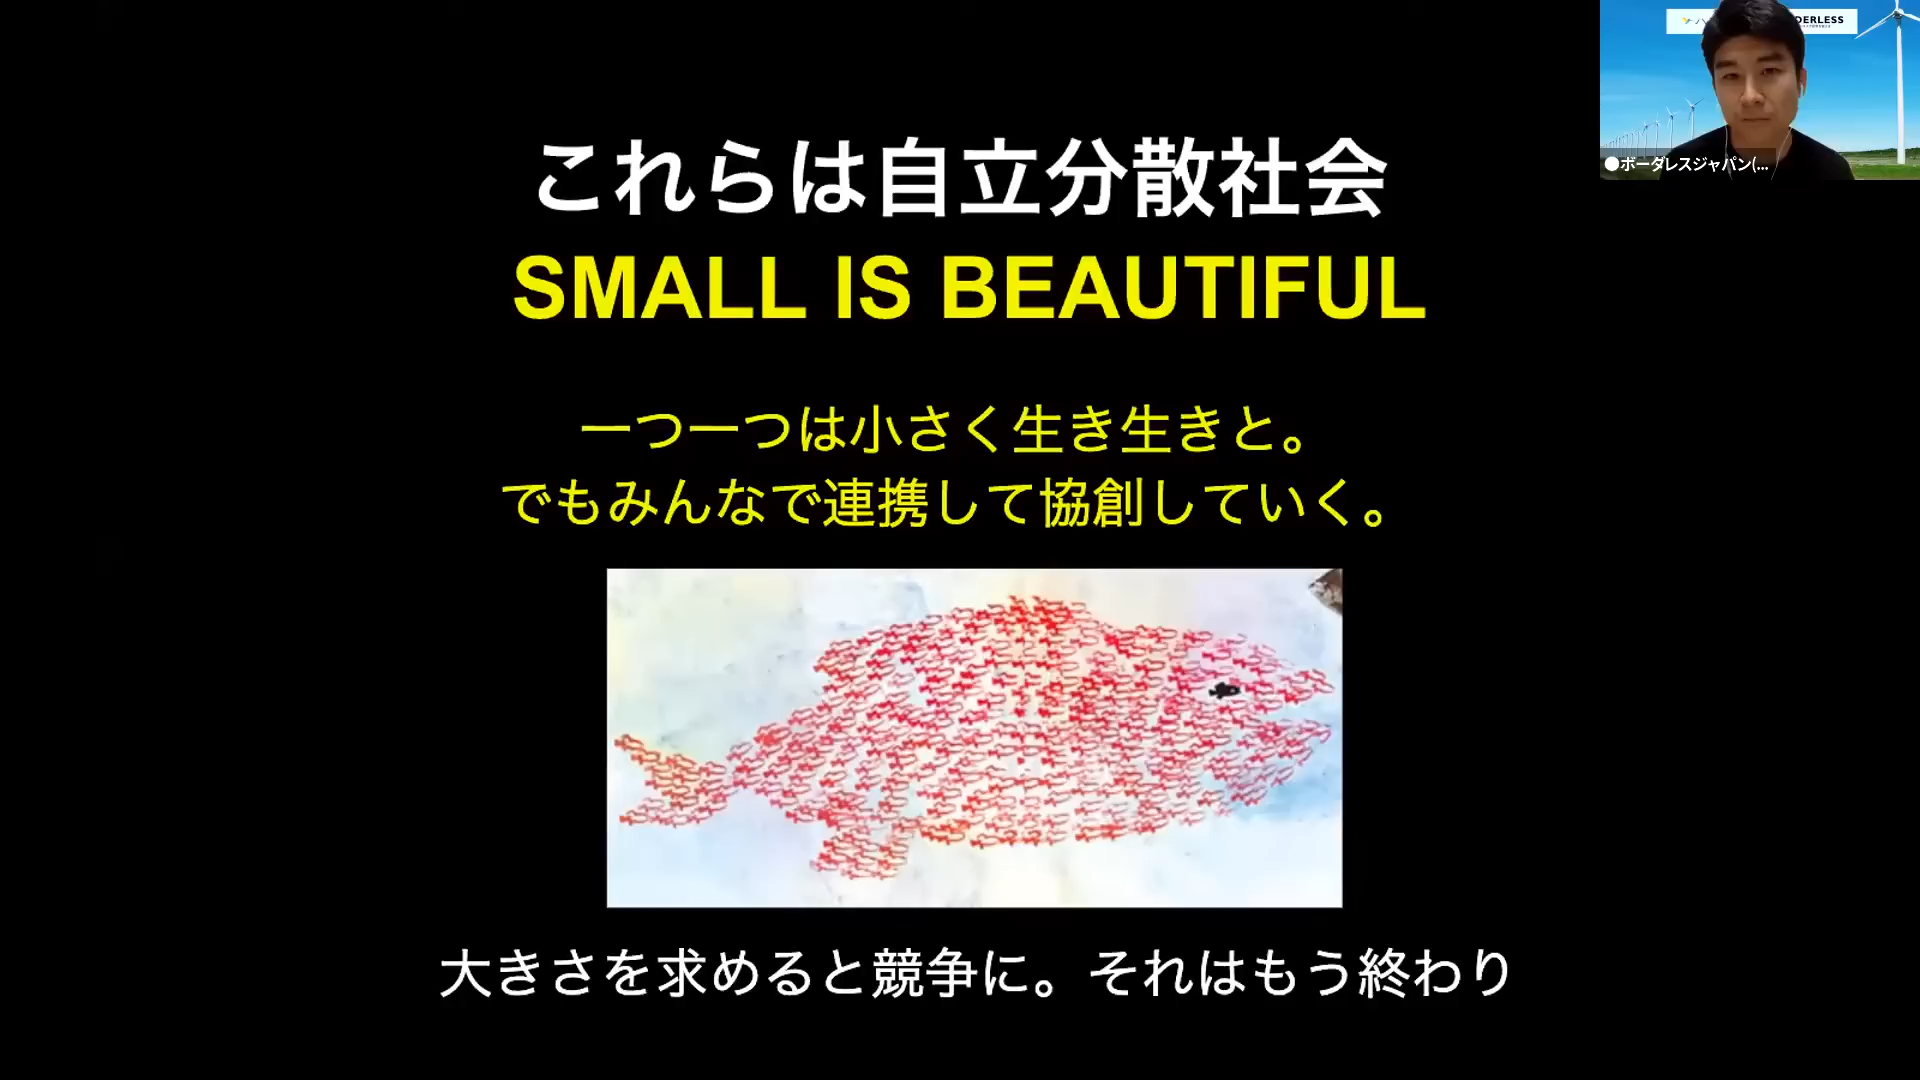 これらは自立分散社会
SMALL IS BEAUTIFUL
一つ一つは小さく生き生きと。
でもみんなで連携して協創していく。
大きさを求めると競争に。それはもう終わり
DERLESS
●ボーダレスジャパン(...